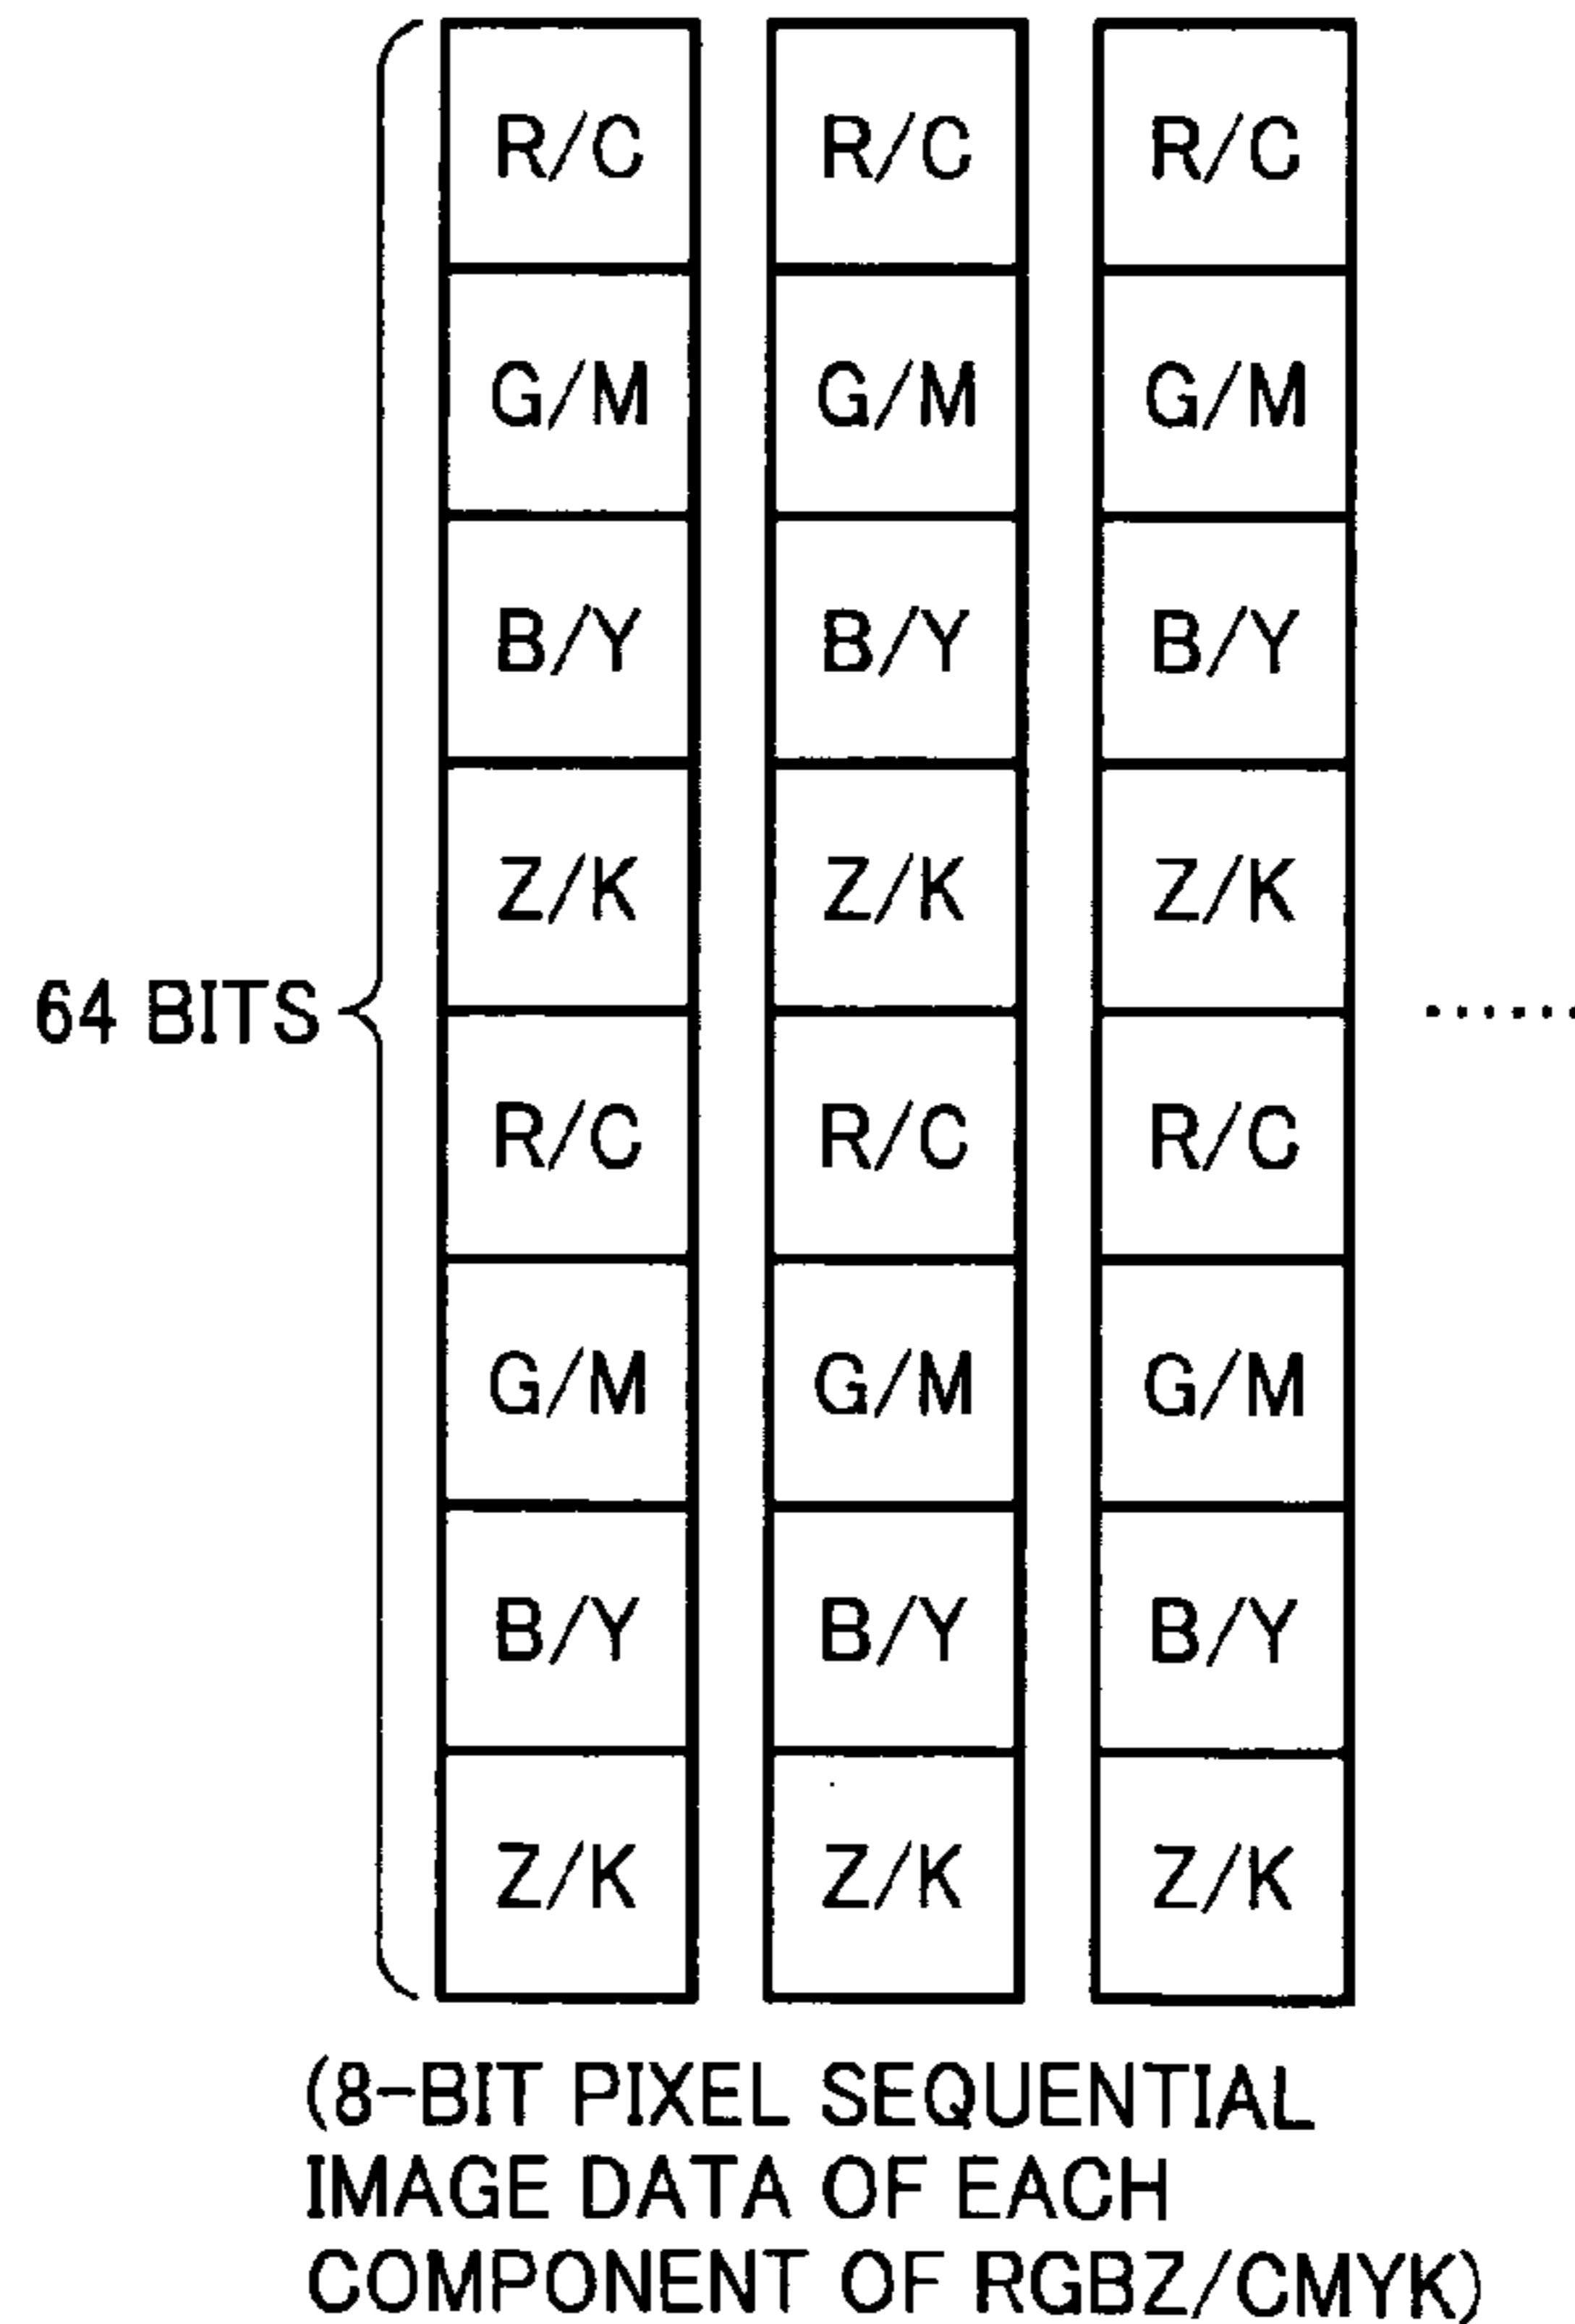 R/C R/C R/C
G/M G/M G/M
B/Y B/Y B/Y
Z/K Z/K Z/K
64 BITS
R/C R/C R/C
G/M G/M G/M
B/Y B/Y B/Y
Z/K Z/K Z/K
(8-BIT PIXEL SEQUENTIAL
IMAGE DATA OF EACH
COMPONENT OF RGBZ/CMYK)